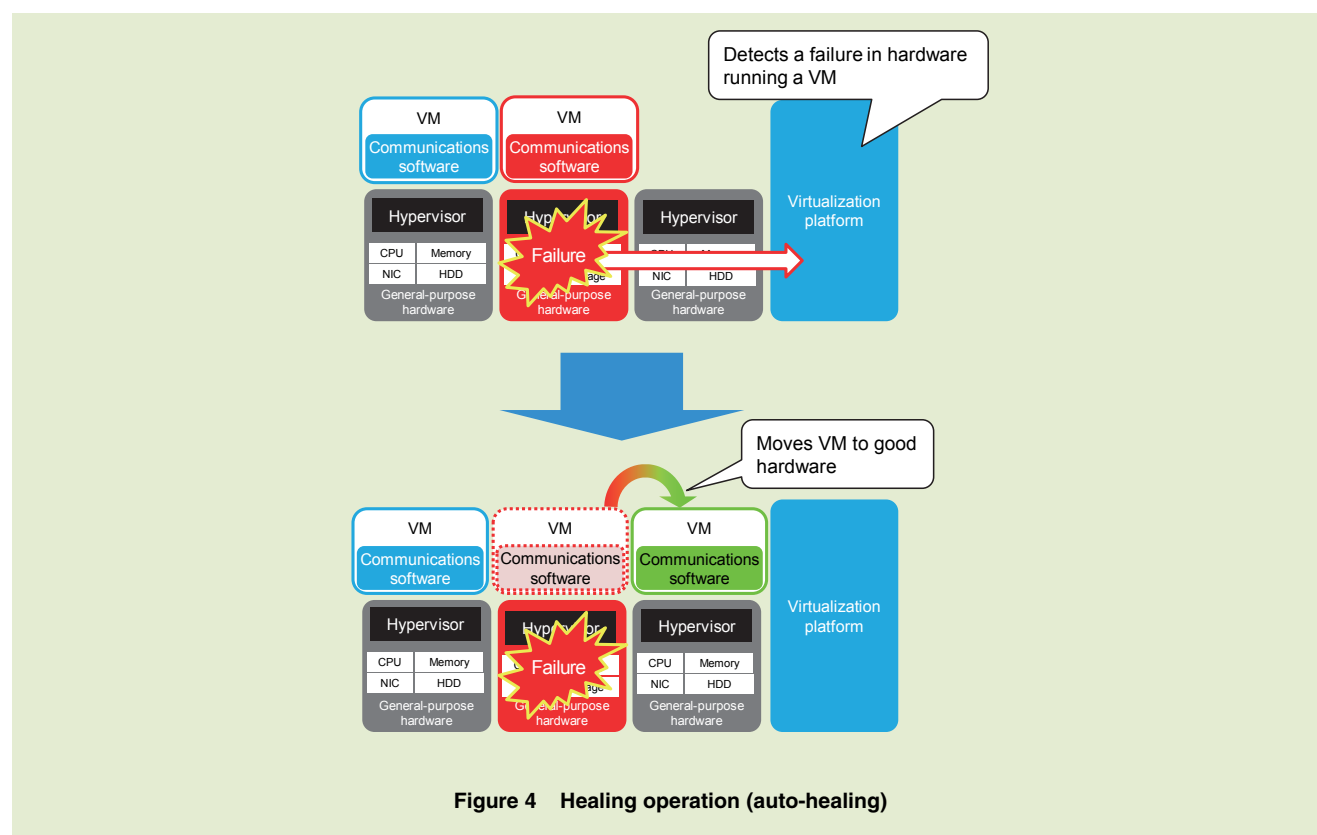 Detects a failure in hardware
running a VM
VM
Communications
software
VM
Communications
software
Virtualization
platform
Hypervisor
CPU
Memory
NIC
HDD
General-purpose
hardware
Failure
General-purpose
hardware
Hypervisor
NIC
HDD
General-purpose
hardware
Moves VM to good
hardware
VM
Communications
software
VM
Communications
software
VM
Communications
software
Virtualization
platform
Hypervisor
CPU
Memory
NIC
HDD
General-purpose
hardware
Failure
General-purpose
hardware
Hypervisor
CPU
Memory
NIC
HDD
General-purpose
hardware
Figure 4 Healing operation (auto-healing)